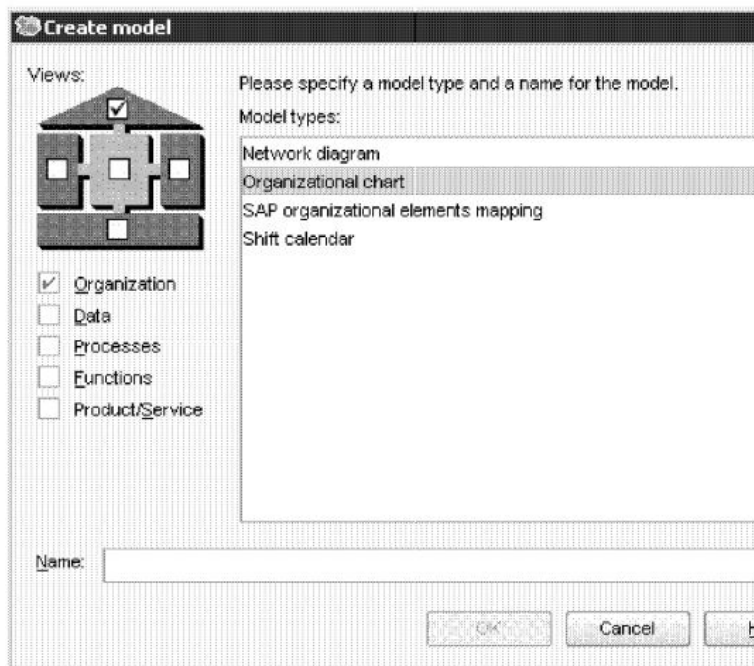 Create model
Views:
Please specify a model type and a name for the model.
Model types:
Network diagram
Organizational chart
SAP organizational elements mapping
Shift calendar
Organization
Data
Processes
Functions
Product/Service
Name:
OK
Cancel